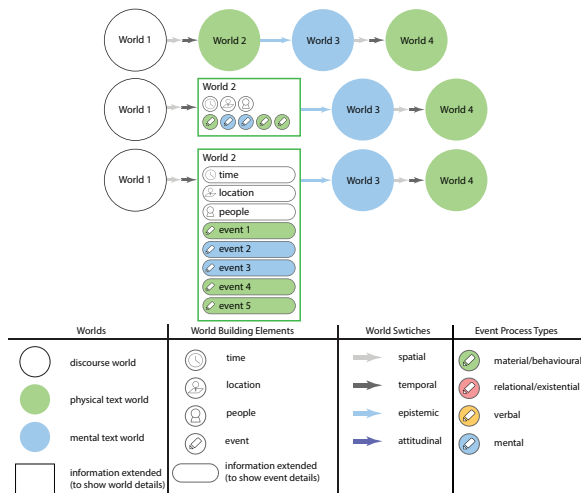 World 1
World 2
World 3
World 4
World 1
World 2
World 3
World 4
World 1
World 2
time
location
people
event 1
event 2
event 3
event 4
event 5
World 3
World 4
Worlds
World Building Elements
World Swtiches
Event Process Types
discourse world
physical text world
mental text world
information extended
(to show world details)
time
location
people
event
information extended
(to show event details)
spatial
temporal
epistemic
attitudinal
material/behavioural
relational/existential
verbal
mental